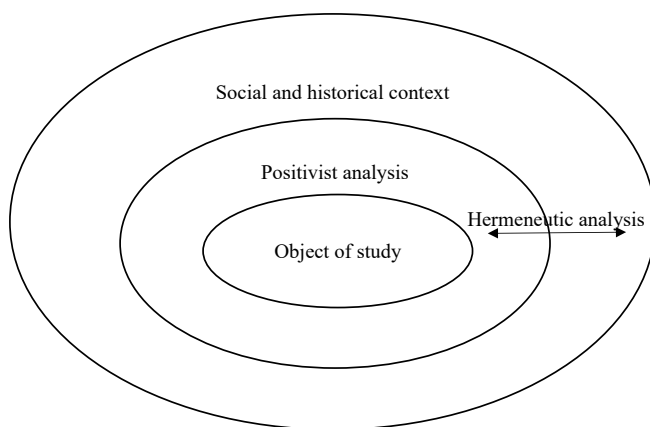 Social and historical context
Positivist analysis
Hermeneutic analysis
Object of study